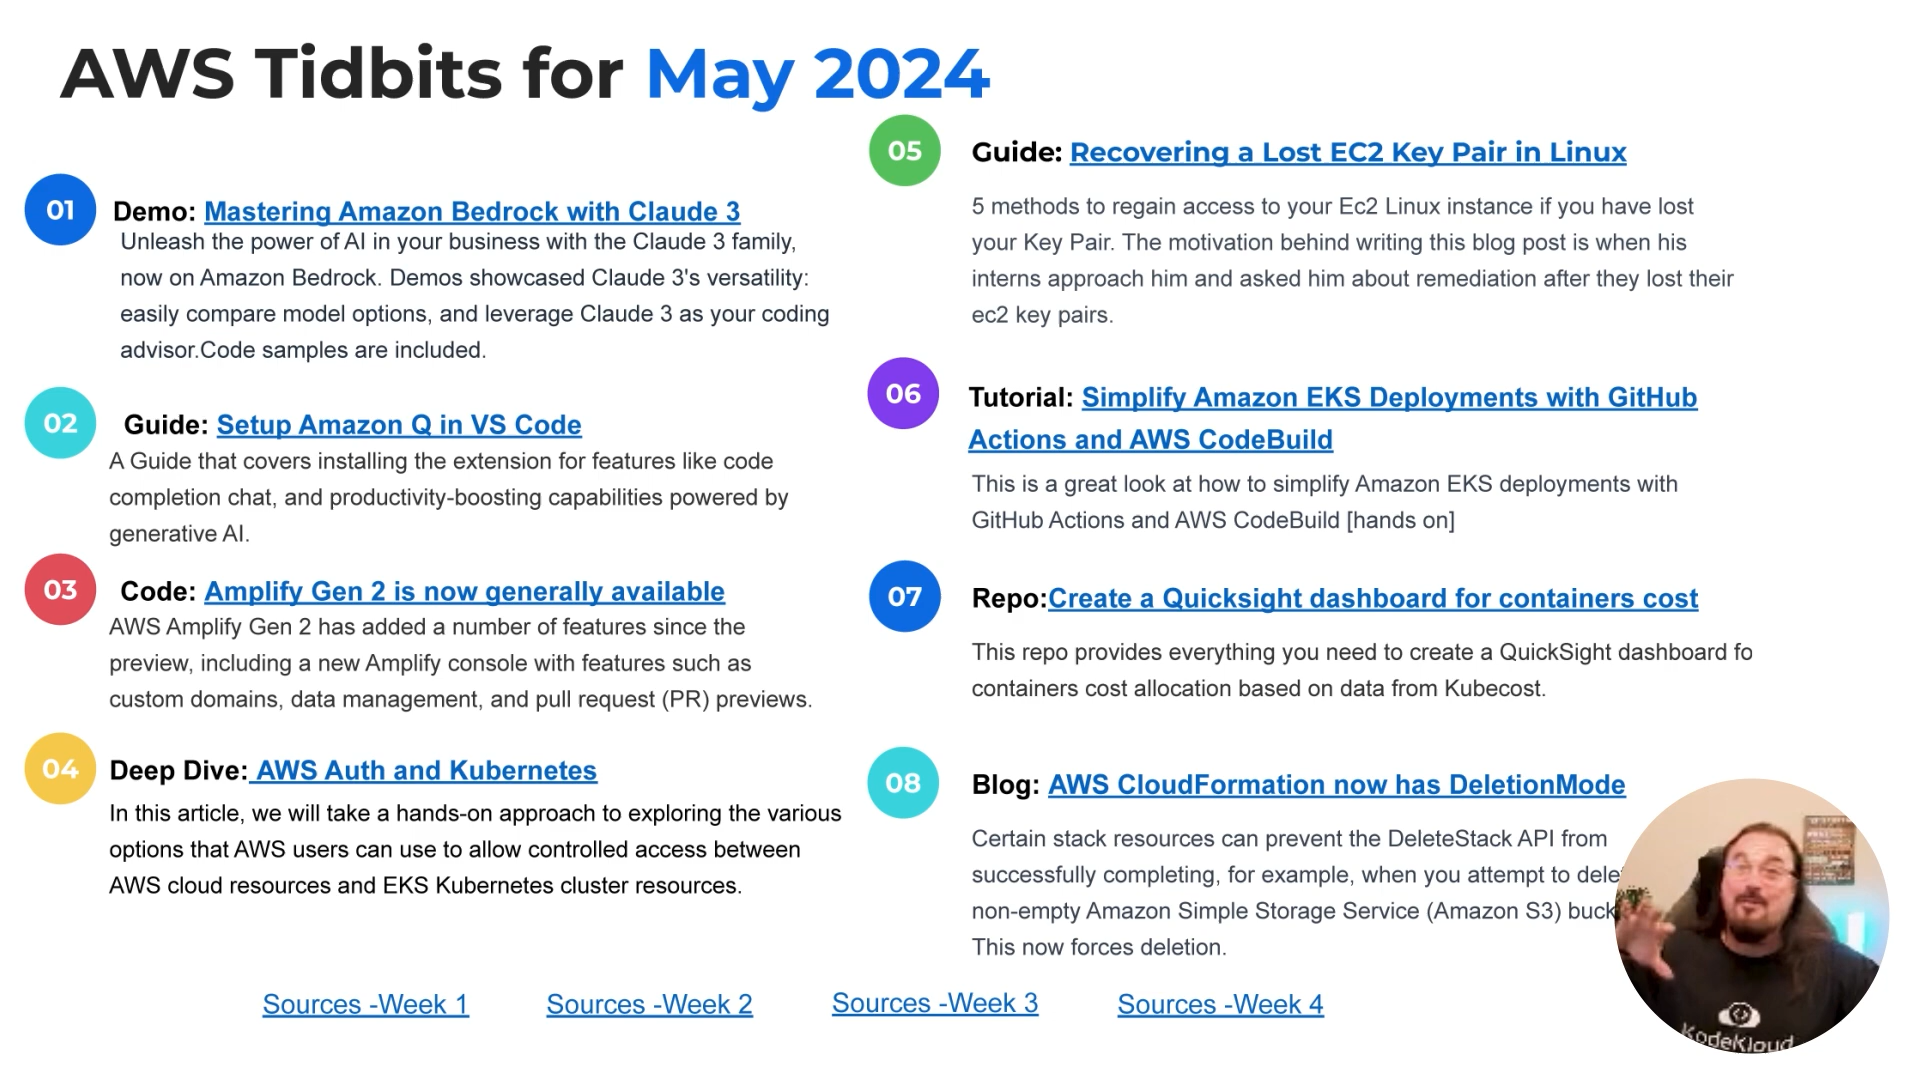 AWS Tidbits for May 2024
01
Demo: Mastering Amazon Bedrock with Claude 3
Unleash the power of AI in your business with the Claude 3 family,
now on Amazon Bedrock. Demos showcased Claude 3's versatility:
easily compare model options, and leverage Claude 3 as your coding
advisor.Code samples are included.
02
Guide: Setup Amazon Q in VS Code
A Guide that covers installing the extension for features like code
completion chat, and productivity-boosting capabilities powered by
generative AI.
03
Code: Amplify Gen 2 is now generally available
AWS Amplify Gen 2 has added a number of features since the
preview, including a new Amplify console with features such as
custom domains, data management, and pull request (PR) previews.
04
Deep Dive: AWS Auth and Kubernetes
In this article, we will take a hands-on approach to exploring the various
options that AWS users can use to allow controlled access between
AWS cloud resources and EKS Kubernetes cluster resources.
05
Guide: Recovering a Lost EC2 Key Pair in Linux
5 methods to regain access to your Ec2 Linux instance if you have lost
your Key Pair. The motivation behind writing this blog post is when his
interns approach him and asked him about remediation after they lost their
ec2 key pairs.
06
Tutorial: Simplify Amazon EKS Deployments with GitHub
Actions and AWS CodeBuild
This is a great look at how to simplify Amazon EKS deployments with
GitHub Actions and AWS CodeBuild [hands on]
07
Repo:Create a Quicksight dashboard for containers cost
This repo provides everything you need to create a QuickSight dashboard fo
containers cost allocation based on data from Kubecost.
08
Blog: AWS CloudFormation now has DeletionMode
Certain stack resources can prevent the DeleteStack API from
successfully completing, for example, when you attempt to dele
non-empty Amazon Simple Storage Service (Amazon S3) buck
This now forces deletion.
Sources -Week 1
Sources -Week 2
Sources -Week 3
Sources -Week 4
KodeKloud